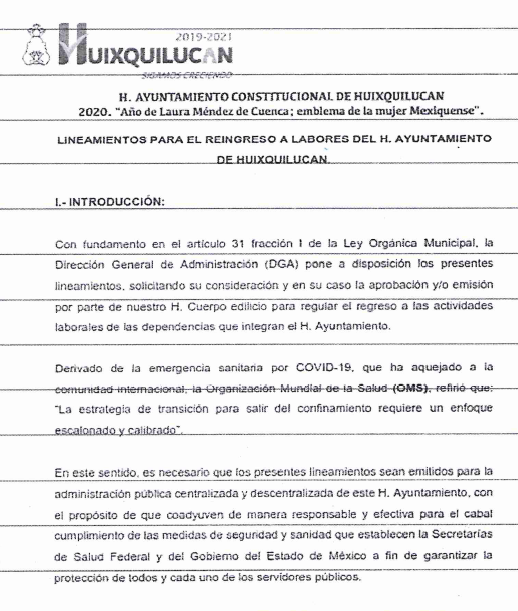 2019-2021
HUIXQUILUCAN
SIGAMOS CRECIENDO
H. AYUNTAMIENTO CONSTITUCIONAL DE HUIXQUILUCAN
2020. "Año de Laura Méndez de Cuenca; emblema de la mujer Mexiquense".
LINEAMIENTOS PARA EL REINGRESO A LABORES DEL H. AYUNTAMIENTO
DE HUIXQUILUCAN.
I.- INTRODUCCIÓN:
Con fundamento en el artículo 31 fracción I de la Ley Orgánica Municipal, la
Dirección General de Administración (DGA) pone a disposición los presentes
lineamientos, solicitando su consideración y en su caso la aprobación y/o emisión
por parte de nuestro H. Cuerpo edilicio para regular el regreso a las actividades
laborales de las dependencias que integran el H. Ayuntamiento.
Derivado de la emergencia sanitaria por COVID-19, que ha aquejado a la
comunidad internacional, la Organización Mundial de la Salud (OMS), refirió que:
"La estrategia de transición para salir del confinamiento requiere un enfoque
escalonado y calibrado".
En este sentido, es necesario que los presentes lineamientos sean emitidos para la
administración pública centralizada y descentralizada de este H. Ayuntamiento, con
el propósito de que coadyuven de manera responsable y efectiva para el cabal
cumplimiento de las medidas de seguridad y sanidad que establecen la Secretarías
de Salud Federal y del Gobierno del Estado de México a fin de garantizar la
protección de todos y cada uno de los servidores públicos.